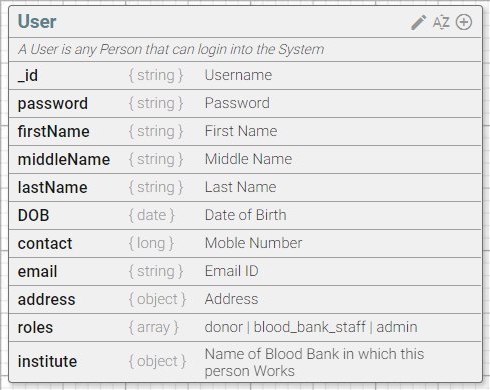 User AZ
A User is any Person that can login into the System
_id { string } Username
password { string } Password
firstName { string } First Name
middleName { string } Middle Name
lastName { string } Last Name
DOB { date } Date of Birth
contact { long } Moble Number
email { string } Email ID
address { object } Address
roles { array } donor | blood_bank_staff | admin
institute { object } Name of Blood Bank in which this
person Works